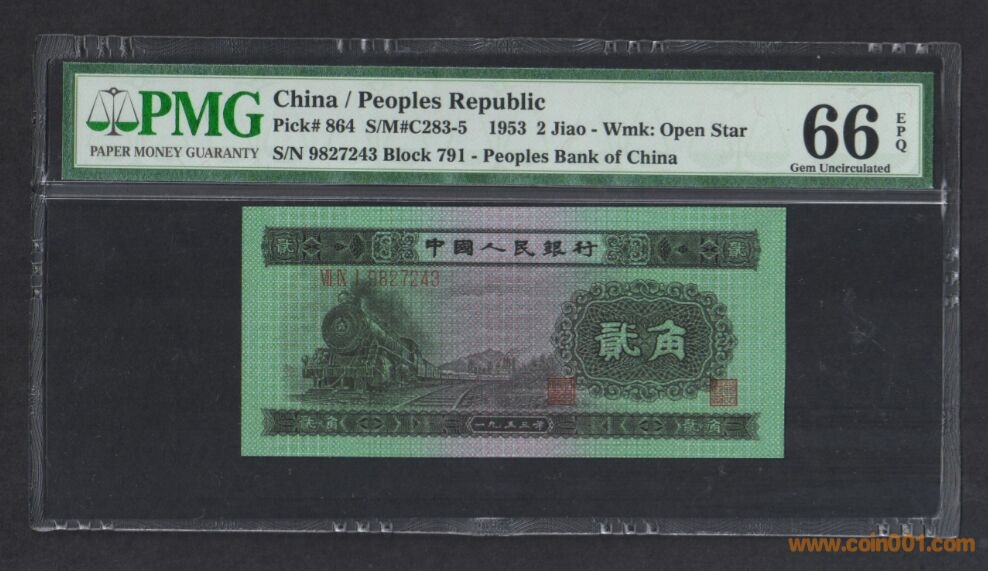 PMG
PAPER MONEY GUARANTY
China / Peoples Republic
Pick# 864 S/M#C283-5 1953 2 Jiao - Wmk: Open Star
S/N 9827243 Block 791 - Peoples Bank of China
66
EPQ
Gem Uncirculated
貳 中國人民銀行 貳
I 9827243
貳角
貳角 一九五三年 貳角
www.coin001.com